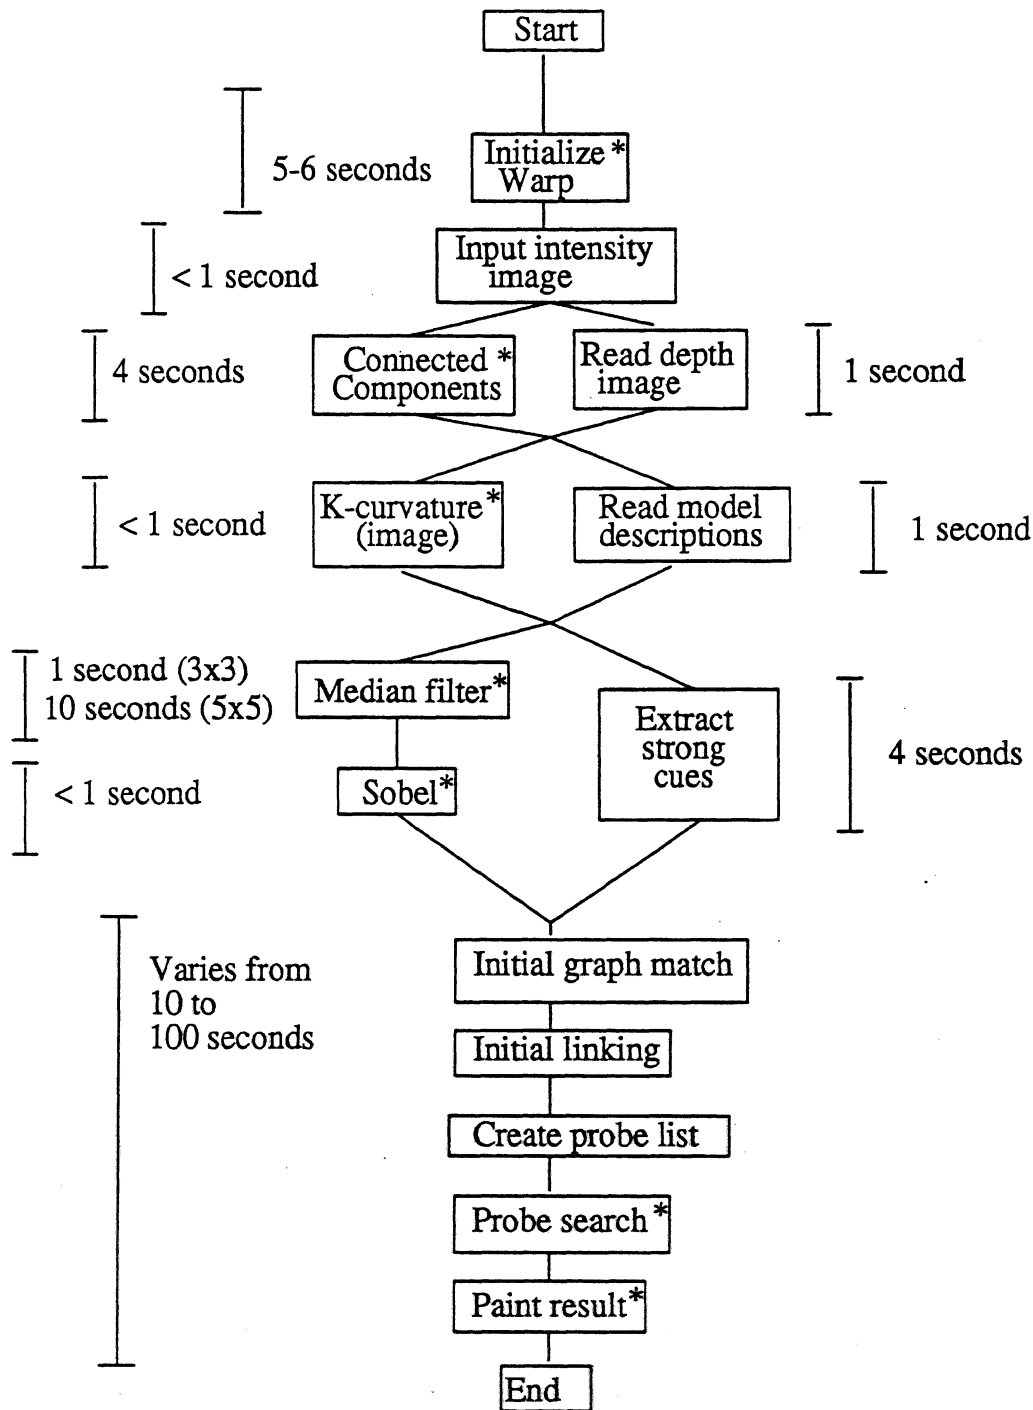 Start
5-6 seconds
Initialize *
Warp
Input intensity
image
< 1 second
Connected *
Components
4 seconds
Read depth
image
1 second
K-curvature *
(image)
< 1 second
Read model
descriptions
1 second
1 second (3x3)
10 seconds (5x5)
Median filter *
Extract
strong
cues
4 seconds
< 1 second
Sobel *
Varies from
10 to
100 seconds
Initial graph match
Initial linking
Create probe list
Probe search *
Paint result *
End